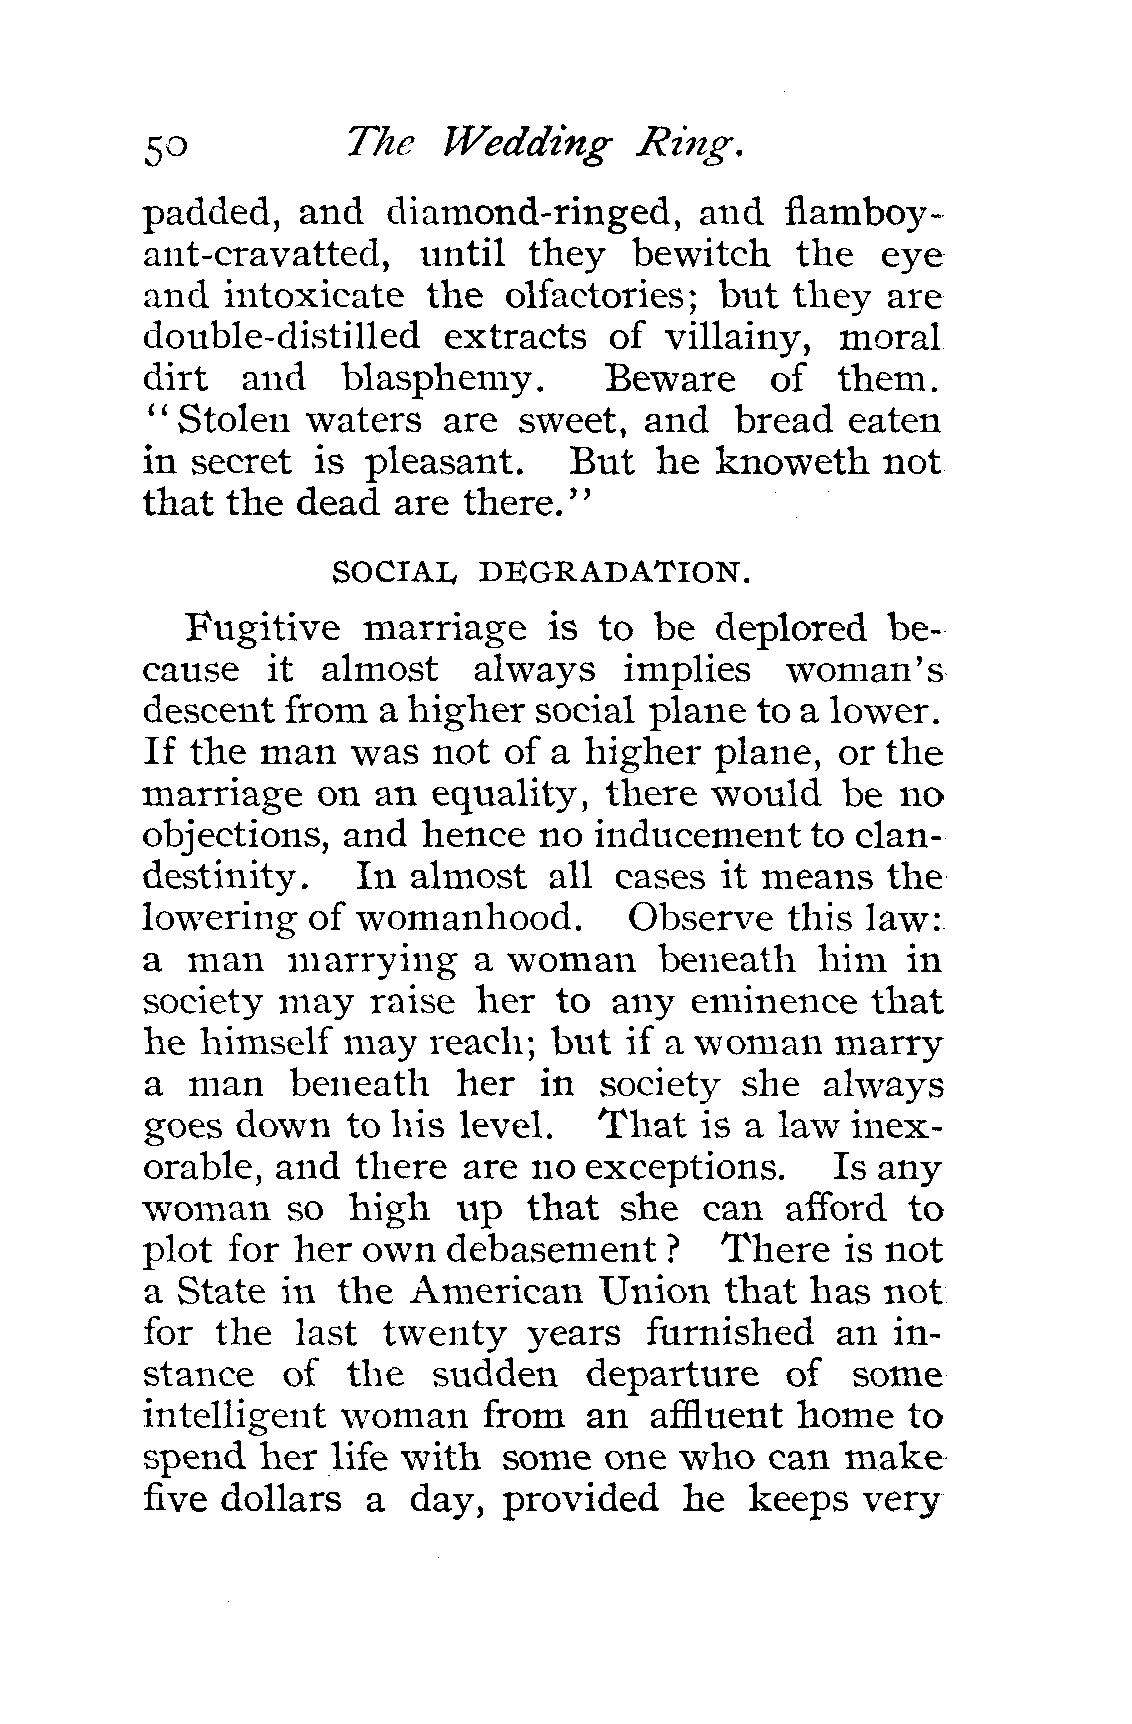 50 The Wedding Ring.
padded, and diamond-ringed, and flamboy-
ant-cravatted, until they bewitch the eye
and intoxicate the olfactories; but they are
double-distilled extracts of villainy, moral
dirt and blasphemy. Beware of them.
“Stolen waters are sweet, and bread eaten
in secret is pleasant. But he knoweth not
that the dead are there.”
SOCIAL DEGRADATION.
Fugitive marriage is to be deplored be-
cause it almost always implies woman's
descent from a higher social plane to a lower.
If the man was not of a higher plane, or the
marriage on an equality, there would be no
objections, and hence no inducement to clan-
destinity. In almost all cases it means the
lowering of womanhood. Observe this law:
a man marrying a woman beneath him in
society may raise her to any eminence that
he himself may reach; but if a woman marry
a man beneath her in society she always
goes down to his level. That is a law inex-
orable, and there are no exceptions. Is any
woman so high up that she can afford to
plot for her own debasement? There is not
a State in the American Union that has not
for the last twenty years furnished an in-
stance of the sudden departure of some
intelligent woman from an affluent home to
spend her life with some one who can make
five dollars a day, provided he keeps very